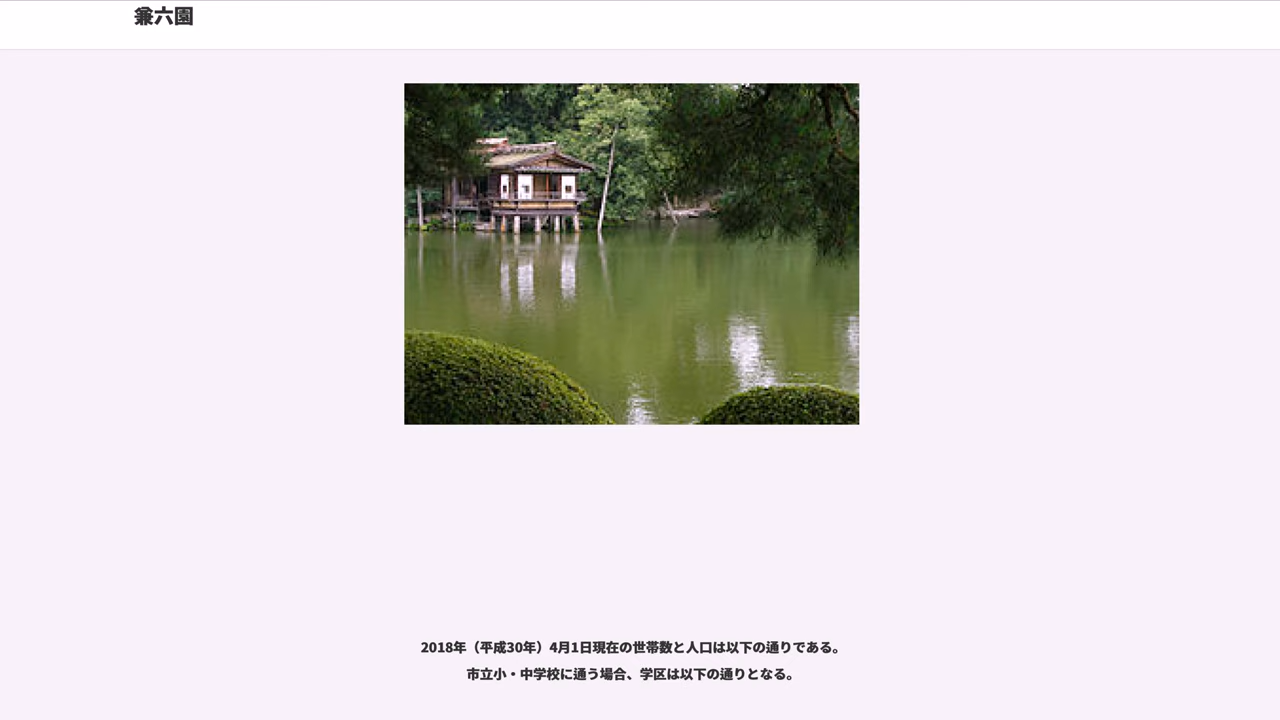 兼六園
2018年（平成30年）4月1日現在の世帯数と人口は以下の通りである。
市立小・中学校に通う場合、学区は以下の通りとなる。